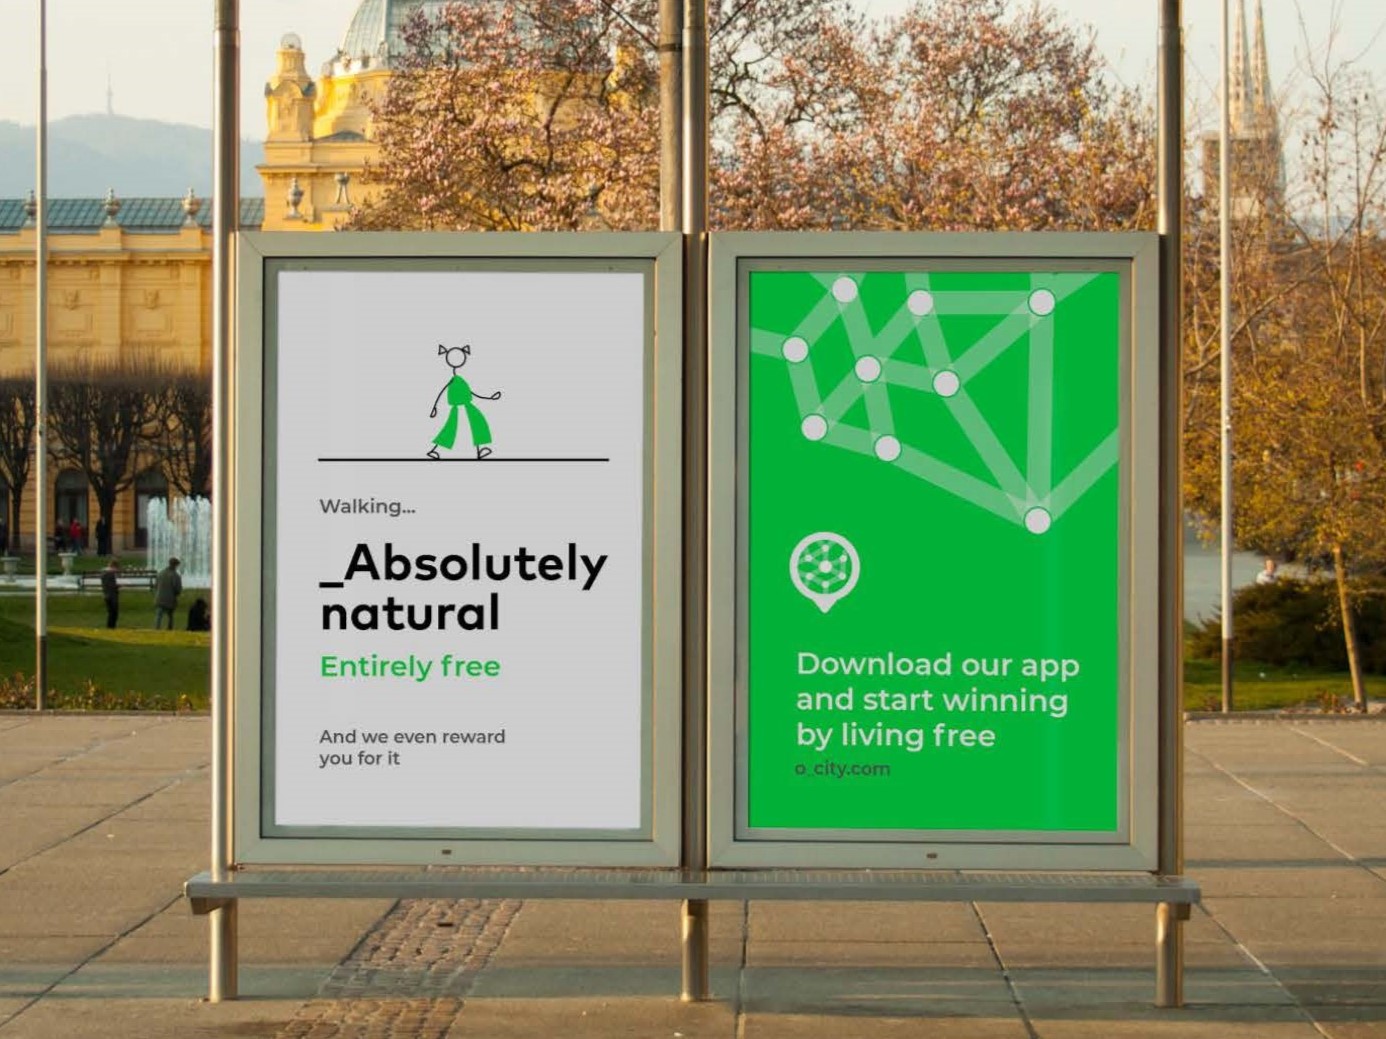 Walking...
_Absolutely
natural
Entirely free
And we even reward
you for it
Download our app
and start winning
by living free
o_city.com